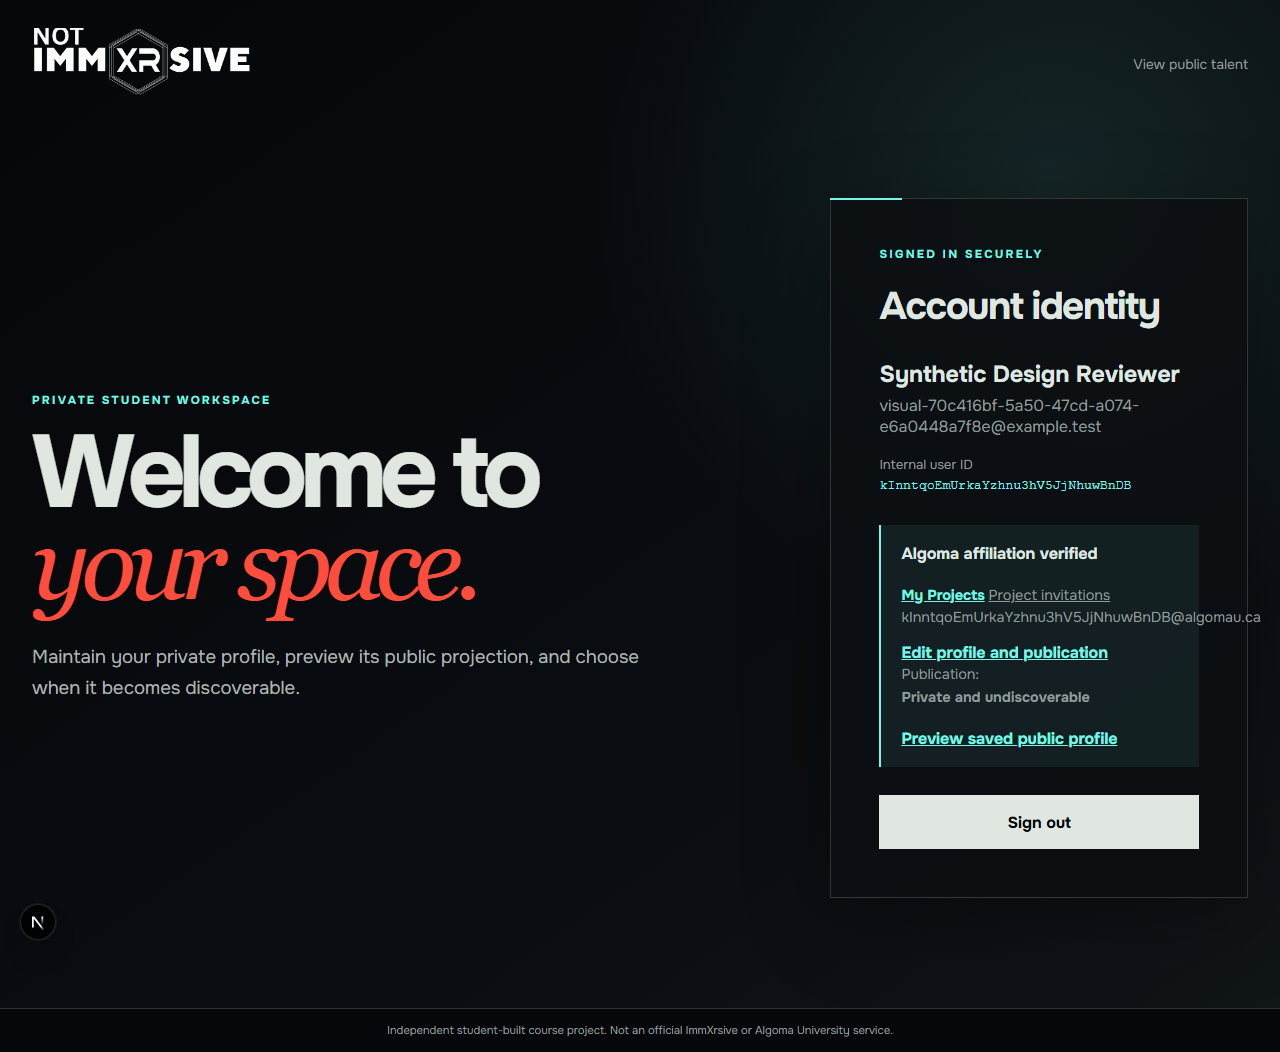 NOT
IMMXRSIVE
View public talent
PRIVATE STUDENT WORKSPACE
Welcome to
your space.
Maintain your private profile, preview its public projection, and choose
when it becomes discoverable.
SIGNED IN SECURELY
Account identity
Synthetic Design Reviewer
visual-70c416bf-5a50-47cd-a074-
e6a0448a7f8e@example.test
Internal user ID
kInntqoEmUrkaYzhnu3hV5JjNhuwBnDB
Algoma affiliation verified
My Projects Project invitations
kInntqoEmUrkaYzhnu3hV5JjNhuwBnDB@algomau.ca
Edit profile and publication
Publication:
Private and undiscoverable
Preview saved public profile
Sign out
N
Independent student-built course project. Not an official ImmXrsive or Algoma University service.